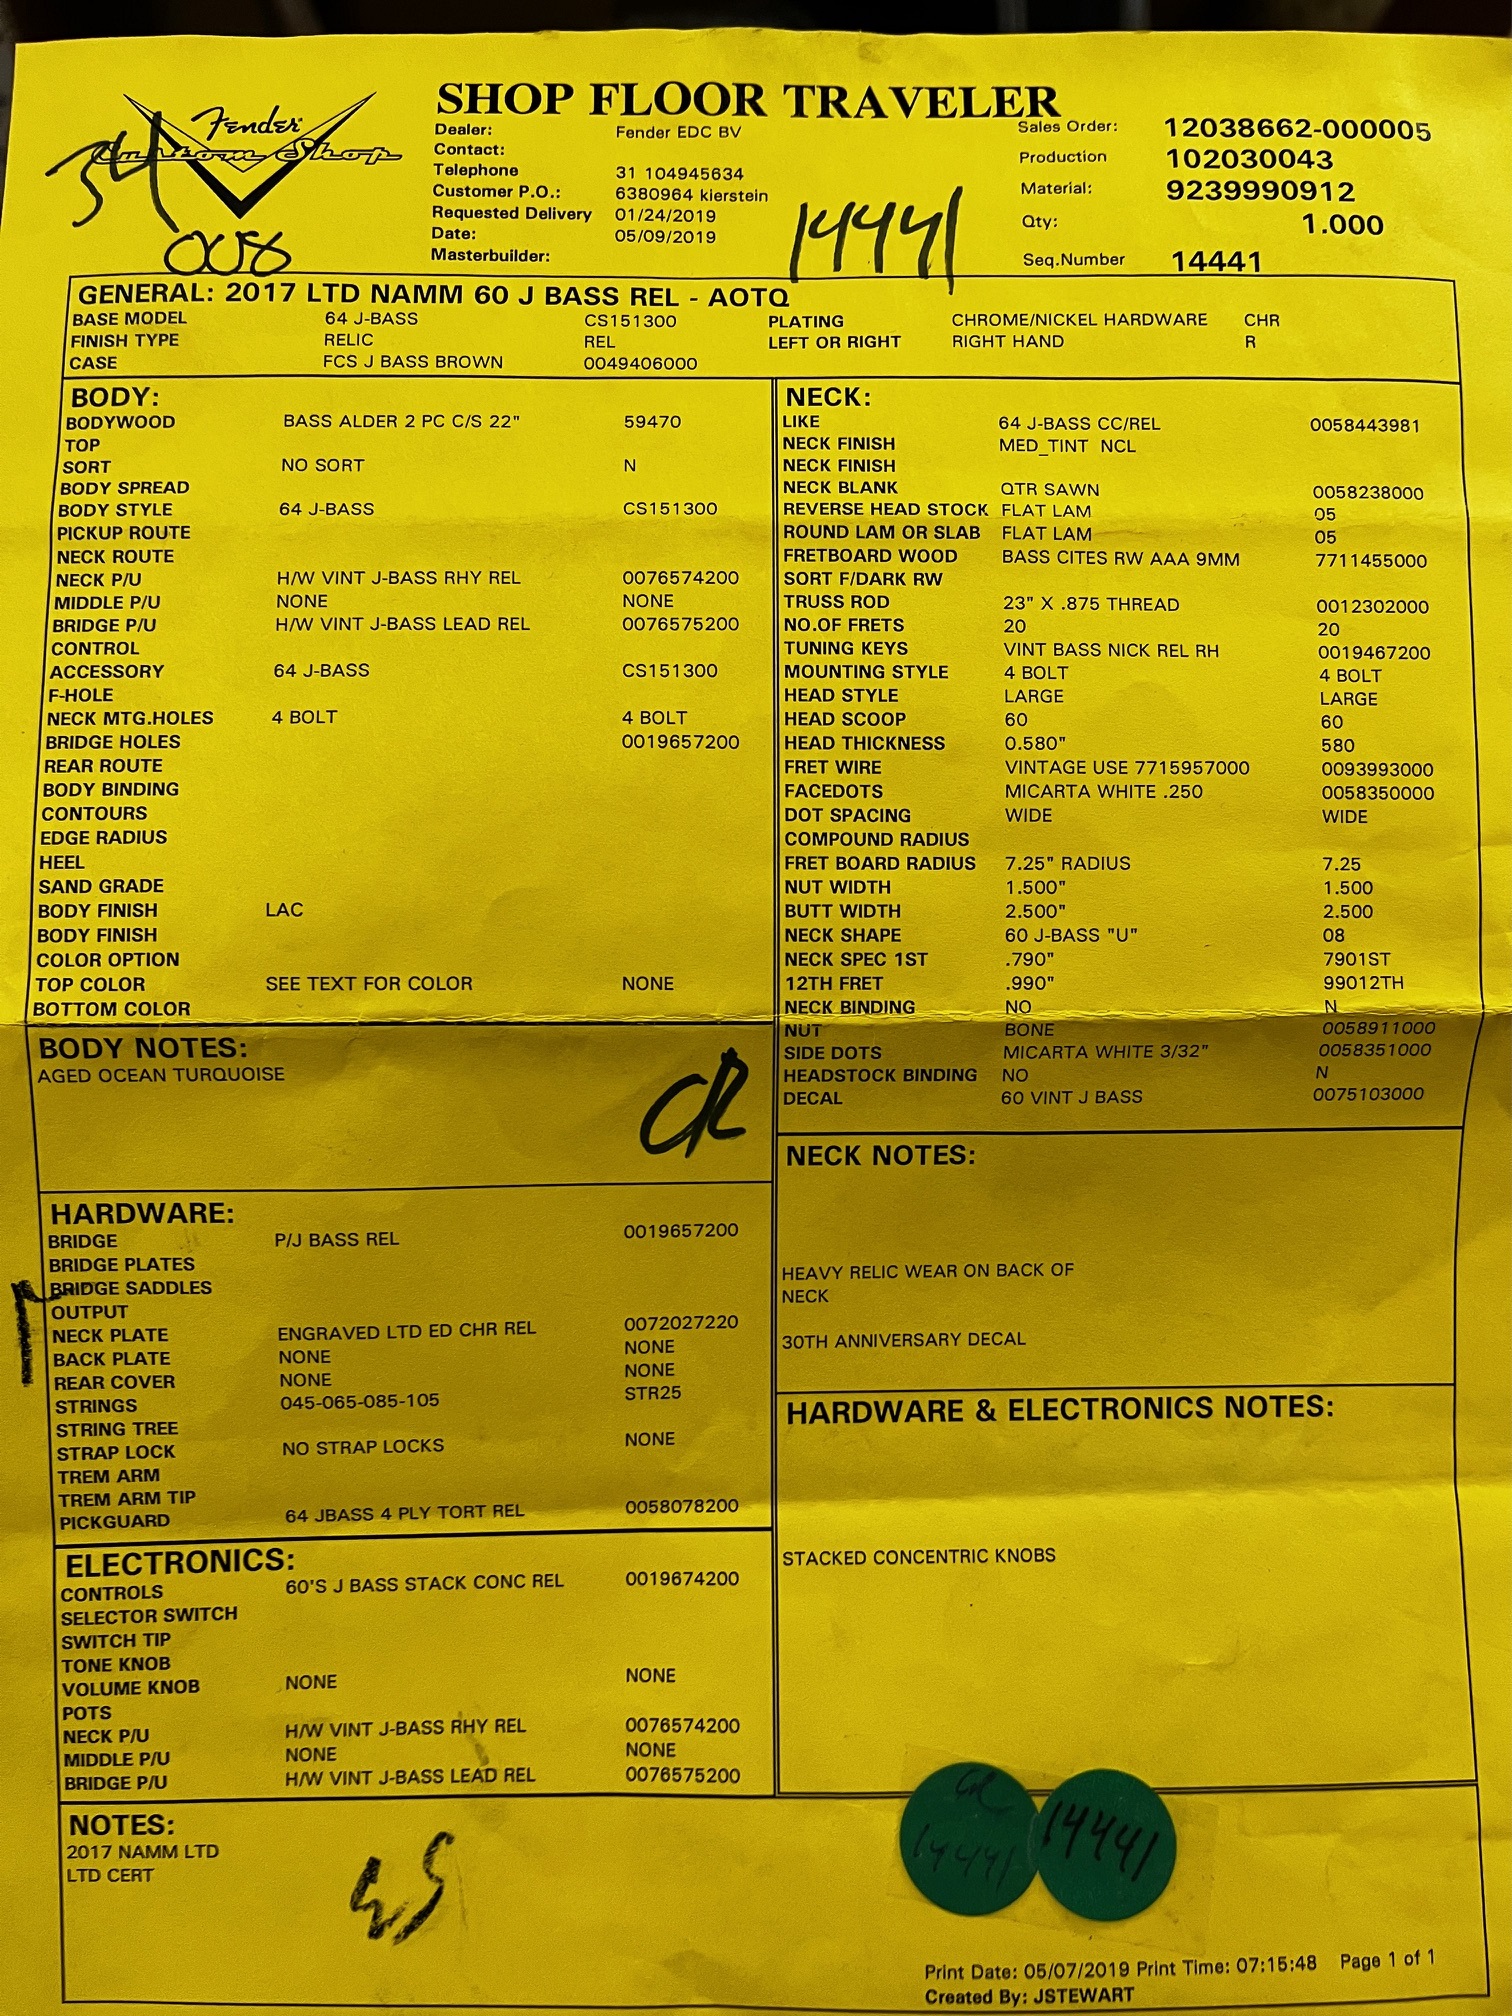 SHOP FLOOR TRAVELER
Fender
Custom Shop
34
008
Dealer: Fender EDC BV
Contact:
Telephone 31 104945634
Customer P.O.: 6380964 kierstein
Requested Delivery 01/24/2019
Date: 05/09/2019
Masterbuilder:
14441
Sales Order: 12038662-000005
Production 102030043
Material: 9239990912
Qty: 1.000
Seq.Number 14441
GENERAL: 2017 LTD NAMM 60 J BASS REL - AOTQ
BASE MODEL 64 J-BASS CS151300 PLATING CHROME/NICKEL HARDWARE CHR
FINISH TYPE RELIC REL LEFT OR RIGHT RIGHT HAND R
CASE FCS J BASS BROWN 0049406000
BODY:
BODYWOOD BASS ALDER 2 PC C/S 22" 59470
TOP
SORT NO SORT N
BODY SPREAD
BODY STYLE 64 J-BASS CS151300
PICKUP ROUTE
NECK ROUTE
NECK P/U H/W VINT J-BASS RHY REL 0076574200
MIDDLE P/U NONE NONE
BRIDGE P/U H/W VINT J-BASS LEAD REL 0076575200
CONTROL
ACCESSORY 64 J-BASS CS151300
F-HOLE
NECK MTG.HOLES 4 BOLT 4 BOLT
BRIDGE HOLES 0019657200
REAR ROUTE
BODY BINDING
CONTOURS
EDGE RADIUS
HEEL
SAND GRADE
BODY FINISH LAC
BODY FINISH
COLOR OPTION
TOP COLOR SEE TEXT FOR COLOR NONE
BOTTOM COLOR
BODY NOTES:
AGED OCEAN TURQUOISE
HARDWARE:
BRIDGE P/J BASS REL 0019657200
BRIDGE PLATES
BRIDGE SADDLES
OUTPUT
NECK PLATE ENGRAVED LTD ED CHR REL 0072027220
BACK PLATE NONE NONE
REAR COVER NONE NONE
STRINGS 045-065-085-105 STR25
STRING TREE
STRAP LOCK NO STRAP LOCKS NONE
TREM ARM
TREM ARM TIP
PICKGUARD 64 JBASS 4 PLY TORT REL 0058078200
ELECTRONICS:
CONTROLS 60'S J BASS STACK CONC REL 0019674200
SELECTOR SWITCH
SWITCH TIP
TONE KNOB
VOLUME KNOB NONE NONE
POTS
NECK P/U H/W VINT J-BASS RHY REL 0076574200
MIDDLE P/U NONE NONE
BRIDGE P/U H/W VINT J-BASS LEAD REL 0076575200
NOTES:
2017 NAMM LTD
LTD CERT
NECK:
LIKE 64 J-BASS CC/REL 0058443981
NECK FINISH MED_TINT NCL
NECK FINISH
NECK BLANK QTR SAWN 0058238000
REVERSE HEAD STOCK FLAT LAM 05
ROUND LAM OR SLAB FLAT LAM 05
FRETBOARD WOOD BASS CITES RW AAA 9MM 7711455000
SORT F/DARK RW
TRUSS ROD 23" X .875 THREAD 0012302000
NO.OF FRETS 20 20
TUNING KEYS VINT BASS NICK REL RH 0019467200
MOUNTING STYLE 4 BOLT 4 BOLT
HEAD STYLE LARGE LARGE
HEAD SCOOP 60 60
HEAD THICKNESS 0.580" 580
FRET WIRE VINTAGE USE 7715957000 0093993000
FACEDOTS MICARTA WHITE .250 0058350000
DOT SPACING WIDE WIDE
COMPOUND RADIUS
FRET BOARD RADIUS 7.25" RADIUS 7.25
NUT WIDTH 1.500" 1.500
BUTT WIDTH 2.500" 2.500
NECK SHAPE 60 J-BASS "U" 08
NECK SPEC 1ST .790" 7901ST
12TH FRET .990" 99012TH
NECK BINDING NO N
NUT BONE 0058911000
SIDE DOTS MICARTA WHITE 3/32" 0058351000
HEADSTOCK BINDING NO N
DECAL 60 VINT J BASS 0075103000
NECK NOTES:
HEAVY RELIC WEAR ON BACK OF
NECK
30TH ANNIVERSARY DECAL
HARDWARE & ELECTRONICS NOTES:
STACKED CONCENTRIC KNOBS
14441
14441
Print Date: 05/07/2019 Print Time: 07:15:48 Page 1 of 1
Created By: JSTEWART